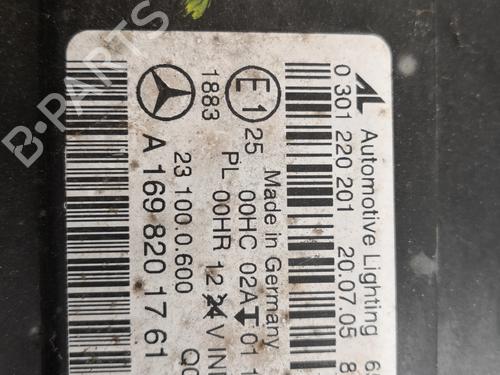 Automotive Lighting
0 301 220 201 20.07.05
Made in Germany
E1 25 00HC 02A 01
1883 PL 00HR 12 24 V
23 100.0.600
A 169 820 17 61
B-PARTS